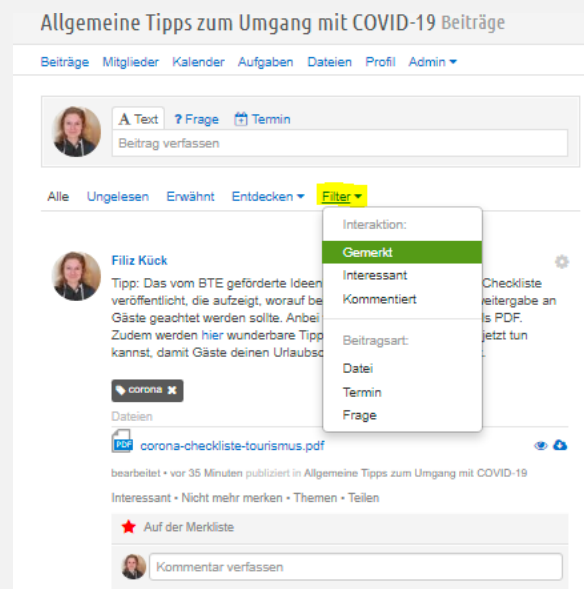 Allgemeine Tipps zum Umgang mit COVID-19 Beiträge
Beiträge Mitglieder Kalender Aufgaben Dateien Profil Admin
A Text ? Frage Termin
Beitrag verfassen
Alle Ungelesen Erwähnt Entdecken Filter
Interaktion:
Gemerkt
Interessant
Kommentiert
Beitragsart:
Datei
Termin
Frage
Filiz Kück
Tipp: Das vom BTE geförderte Ideen Checkliste
veröffentlicht, die aufzeigt, worauf be eitergabe an
Gäste geachtet werden sollte. Anbei ls PDF.
Zudem werden hier wunderbare Tipp jetzt tun
kannst, damit Gäste deinen Urlaubso
corona
Dateien
PDF corona-checkliste-tourismus.pdf
bearbeitet • vor 35 Minuten publiziert in Allgemeine Tipps zum Umgang mit COVID-19
Interessant • Nicht mehr merken • Themen • Teilen
Auf der Merkliste
Kommentar verfassen